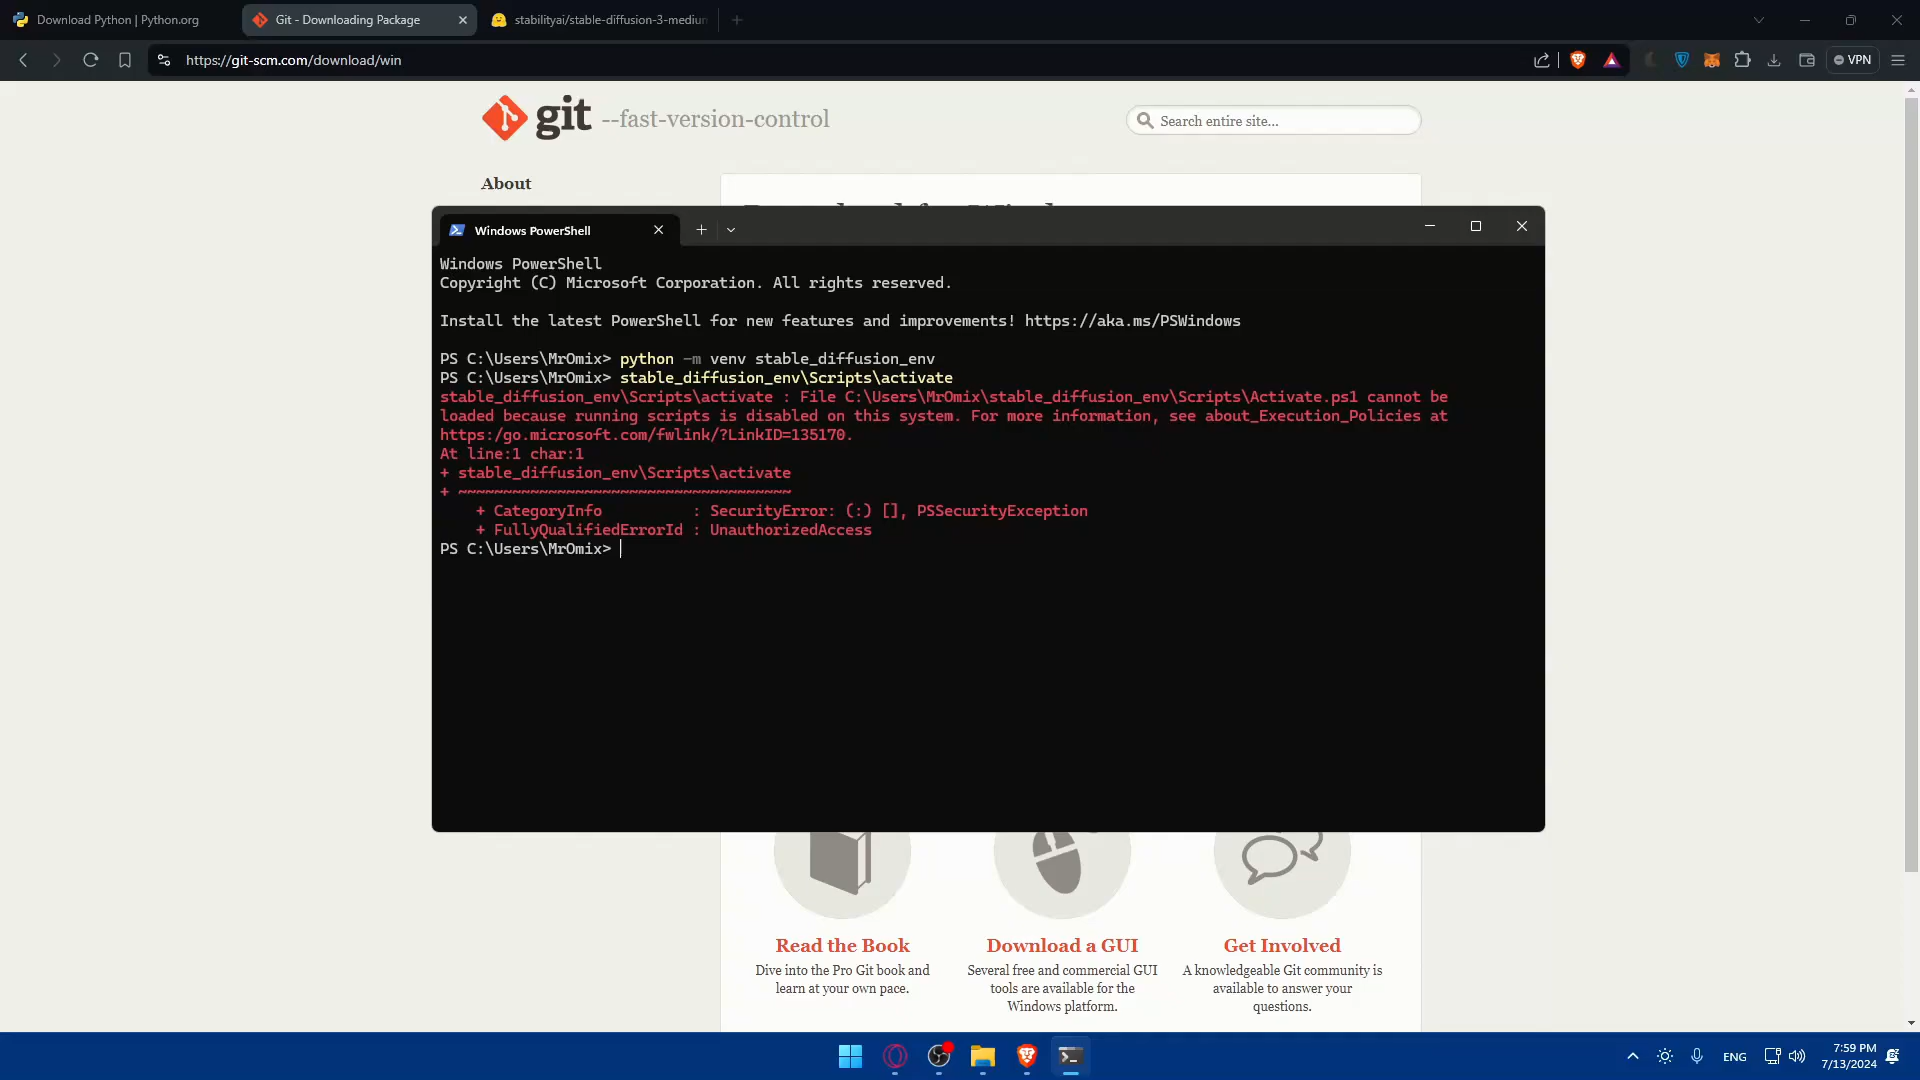 Download Python | Python.org
Git - Downloading Package
stabilityai/stable-diffusion-3-medium
https://git-scm.com/download/win
VPN
git --fast-version-control
Search entire site...
About
Windows PowerShell
Windows PowerShell
Copyright (C) Microsoft Corporation. All rights reserved.
Install the latest PowerShell for new features and improvements! https://aka.ms/PSWindows
PS C:\Users\MrOmix> python -m venv stable_diffusion_env
PS C:\Users\MrOmix> stable_diffusion_env\Scripts\activate
stable_diffusion_env\Scripts\activate : File C:\Users\MrOmix\stable_diffusion_env\Scripts\Activate.ps1 cannot be
loaded because running scripts is disabled on this system. For more information, see about_Execution_Policies at
https:/go.microsoft.com/fwlink/?LinkID=135170.
At line:1 char:1
+ stable_diffusion_env\Scripts\activate
+ ~~~~~~~~~~~~~~~~~~~~~~~~~~~~~~~~~~~~~
+ CategoryInfo : SecurityError: (:) [], PSSecurityException
+ FullyQualifiedErrorId : UnauthorizedAccess
PS C:\Users\MrOmix>
Read the Book
Dive into the Pro Git book and
learn at your own pace.
Download a GUI
Several free and commercial GUI
tools are available for the
Windows platform.
Get Involved
A knowledgeable Git community is
available to answer your
questions.
ENG
7:59 PM
7/13/2024